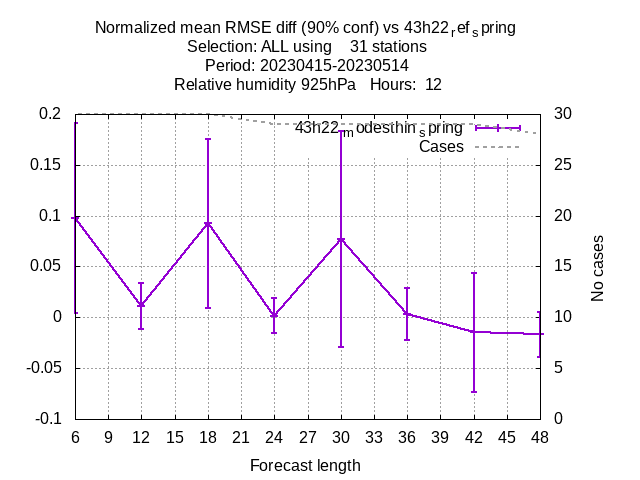 Normalized mean RMSE diff (90% conf) vs 43h22ᵣefₛpring
Selection: ALL using 31 stations
Period: 20230415-20230514
Relative humidity 925hPa Hours: 12
0.2
0.15
0.1
0.05
0
-0.05
-0.1
30
25
20
15
10
5
0
No cases
43h22ₘodesthinₛpring
Cases
6 9 12 15 18 21 24 27 30 33 36 39 42 45 48
Forecast length